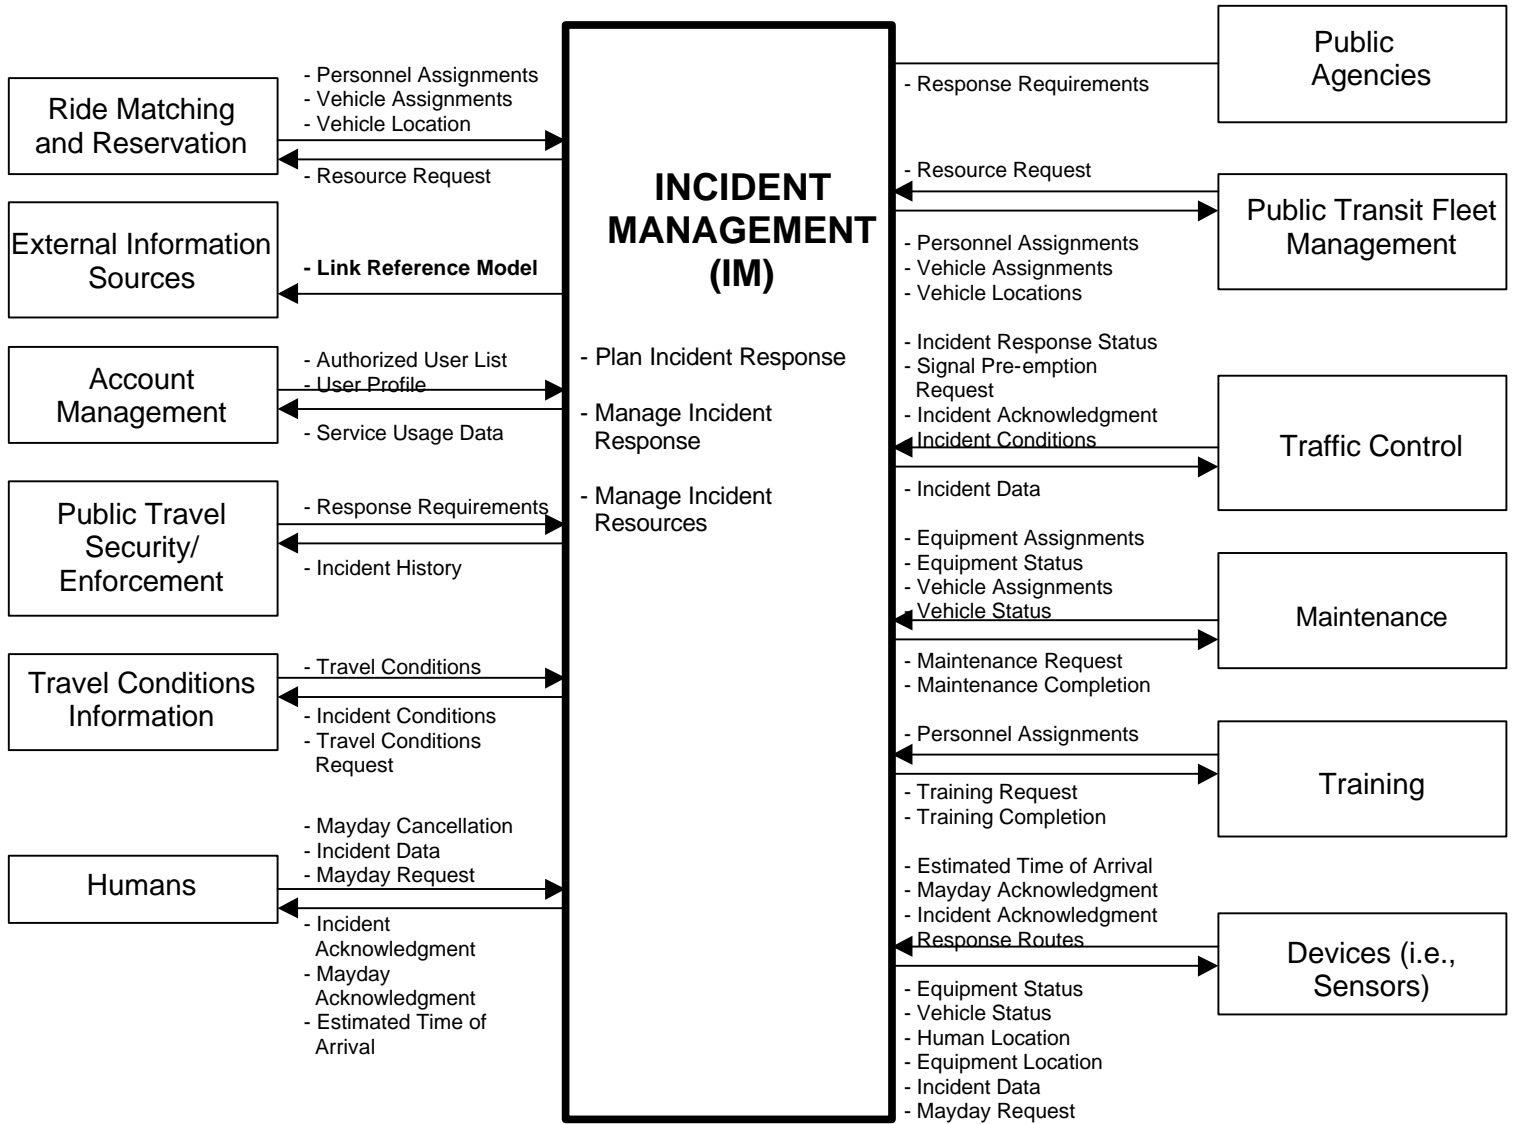 Ride Matching
and Reservation
- Personnel Assignments
- Vehicle Assignments
- Vehicle Location
- Resource Request
External Information
Sources
- Link Reference Model
Account
Management
- Authorized User List
- User Profile
- Service Usage Data
Public Travel
Security/
Enforcement
- Response Requirements
- Incident History
Travel Conditions
Information
- Travel Conditions
- Incident Conditions
- Travel Conditions
Request
Humans
- Mayday Cancellation
- Incident Data
- Mayday Request
- Incident
Acknowledgment
- Mayday
Acknowledgment
- Estimated Time of
Arrival
INCIDENT
MANAGEMENT
(IM)
- Plan Incident Response
- Manage Incident
Response
- Manage Incident
Resources
Public
Agencies
- Response Requirements
- Resource Request
Public Transit Fleet
Management
- Personnel Assignments
- Vehicle Assignments
- Vehicle Locations
- Incident Response Status
- Signal Pre-emption
Request
- Incident Acknowledgment
- Incident Conditions
Traffic Control
- Incident Data
- Equipment Assignments
- Equipment Status
- Vehicle Assignments
- Vehicle Status
Maintenance
- Maintenance Request
- Maintenance Completion
- Personnel Assignments
Training
- Training Request
- Training Completion
- Estimated Time of Arrival
- Mayday Acknowledgment
- Incident Acknowledgment
- Response Routes
Devices (i.e.,
Sensors)
- Equipment Status
- Vehicle Status
- Human Location
- Equipment Location
- Incident Data
- Mayday Request